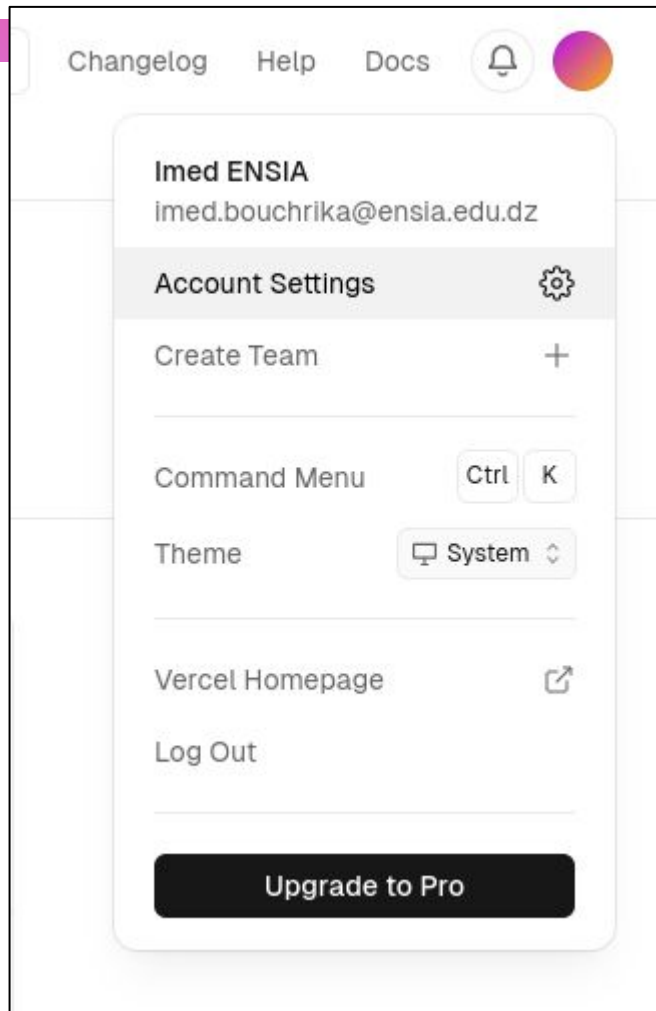 Changelog Help Docs
Imed ENSIA
imed.bouchrika@ensia.edu.dz
Account Settings
Create Team
Command Menu Ctrl K
Theme System
Vercel Homepage
Log Out
Upgrade to Pro